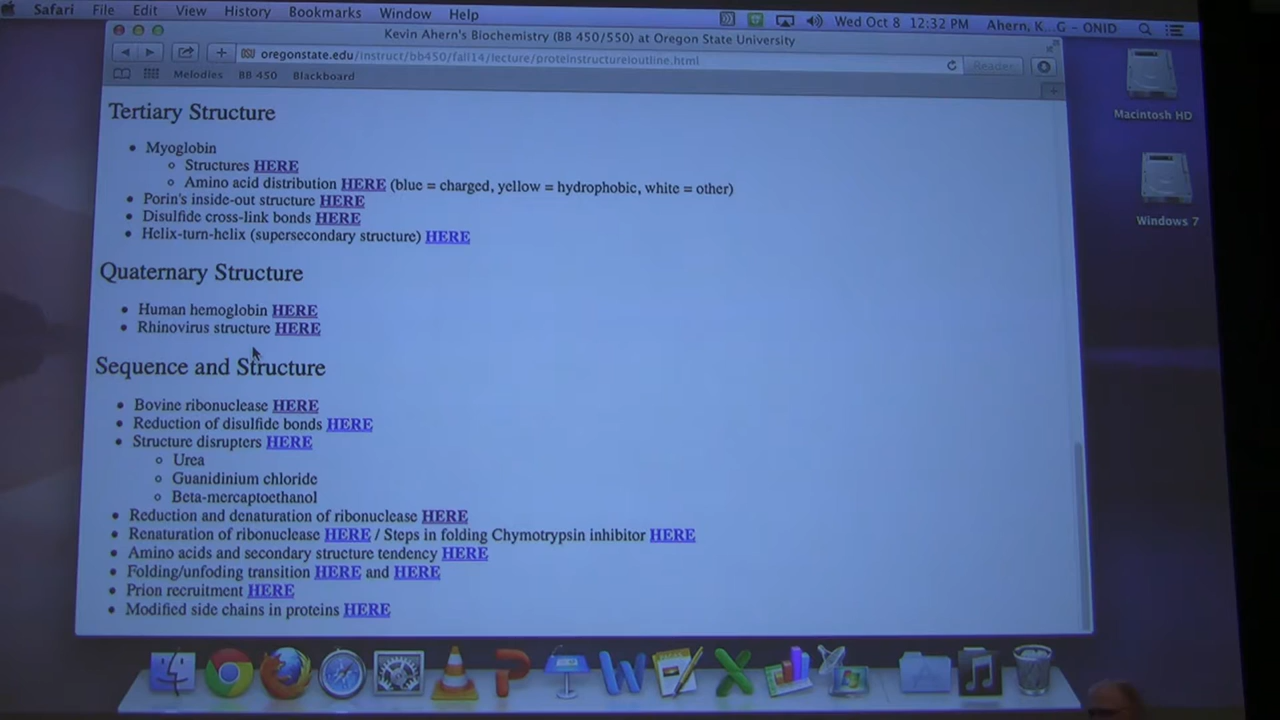 Safari File Edit View History Bookmarks Window Help Wed Oct 8 12:32 PM Ahern, K...G - ONID
Kevin Ahern's Biochemistry (BB 450/550) at Oregon State University
oregonstate.edu/instruct/bb450/fall14/lecture/proteinstructureIoutline.html Reader
Melodies BB 450 Blackboard
Macintosh HD
Windows 7
Tertiary Structure
Myoglobin
Structures HERE
Amino acid distribution HERE (blue = charged, yellow = hydrophobic, white = other)
Porin's inside-out structure HERE
Disulfide cross-link bonds HERE
Helix-turn-helix (supersecondary structure) HERE
Quaternary Structure
Human hemoglobin HERE
Rhinovirus structure HERE
Sequence and Structure
Bovine ribonuclease HERE
Reduction of disulfide bonds HERE
Structure disrupters HERE
Urea
Guanidinium chloride
Beta-mercaptoethanol
Reduction and denaturation of ribonuclease HERE
Renaturation of ribonuclease HERE / Steps in folding Chymotrypsin inhibitor HERE
Amino acids and secondary structure tendency HERE
Folding/unfoding transition HERE and HERE
Prion recruitment HERE
Modified side chains in proteins HERE